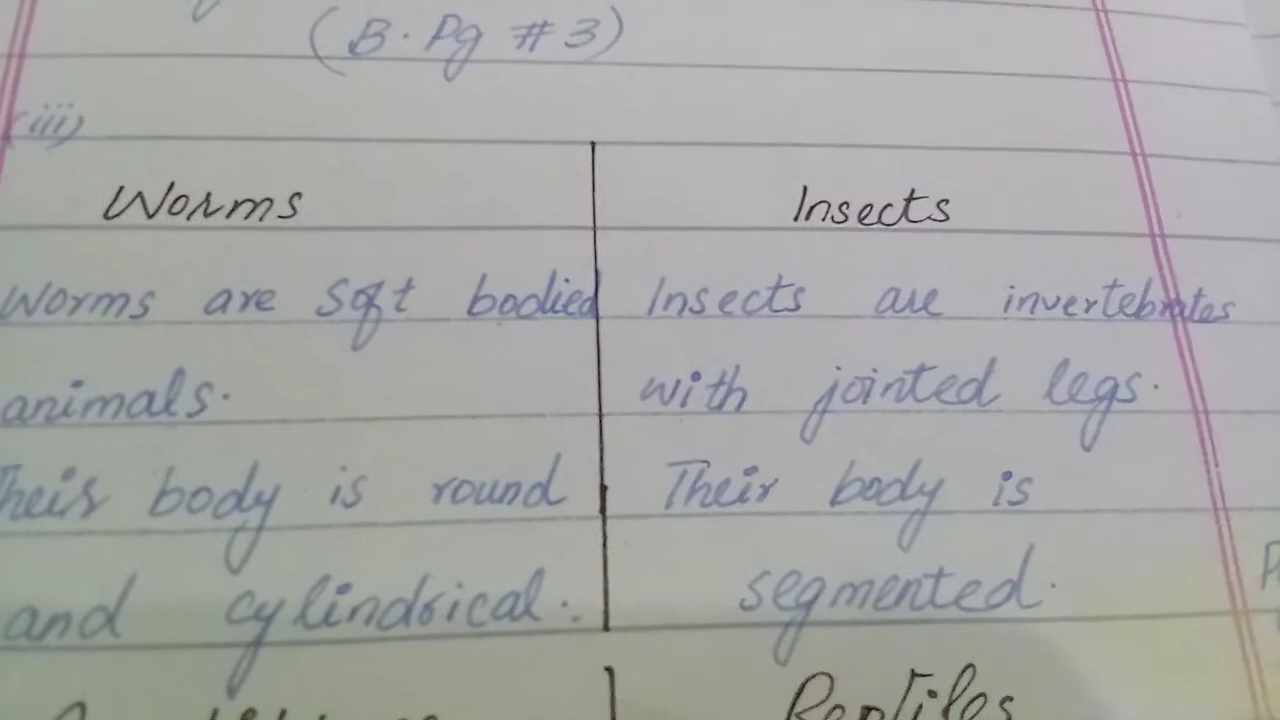 (B. Pg # 3)
(iii)
Worms Insects
Worms are soft bodied Insects are invertebrates
animals. with jointed legs.
Their body is round Their body is
and cylindrical. segmented.
Reptiles